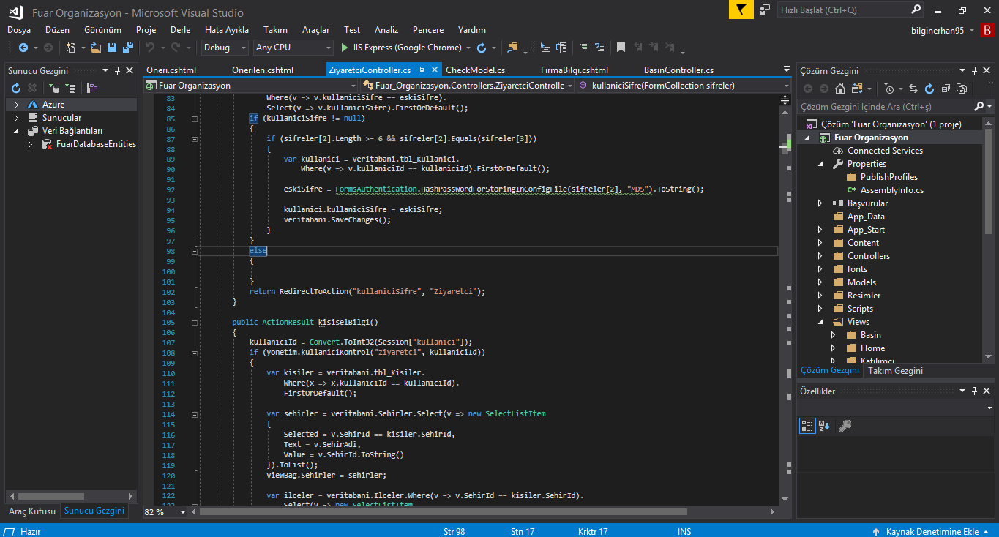 Fuar Organizasyon - Microsoft Visual Studio
Hızlı Başlat (Ctrl+Q)
Dosya Düzen Görünüm Proje Derle Hata Ayıkla Takım Araçlar Test Analiz Pencere Yardım
bilginerhan95 B
Debug Any CPU IIS Express (Google Chrome)
Sunucu Gezgini
Azure
Sunucular
Veri Bağlantıları
FuarDatabaseEntities
Araç Kutusu Sunucu Gezgini
Oneri.cshtml Onerilen.cshtml ZiyaretciController.cs CheckModel.cs FirmaBilgi.cshtml BasinController.cs
Fuar Organizasyon Fuar_Organizasyon.Controllers.ZiyaretciControlle kullaniciSifre(FormCollection sifreler)
83 Where(v => v.kullaniciSifre == eskiSifre).
84 Select(v => v.kullaniciSifre).FirstOrDefault();
85 if (kullaniciSifre != null)
86 {
87 if (sifreler[2].Length >= 6 && sifreler[2].Equals(sifreler[3]))
88 {
89 var kullanici = veritabani.tbl_Kullanici.
90 Where(v => v.kullaniciId == kullaniciId).FirstOrDefault();
91
92 eskiSifre = FormsAuthentication.HashPasswordForStoringInConfigFile(sifreler[2], "MD5").ToString();
93
94 kullanici.kullaniciSifre = eskiSifre;
95 veritabani.SaveChanges();
96 }
97 }
98 else
99 {
100
101 }
102 return RedirectToAction("kullaniciSifre", "Ziyaretci");
103 }
104
105 public ActionResult kisiselBilgi()
106 {
107 kullaniciId = Convert.ToInt32(Session["kullanici"]);
108 if (yonetim.kullaniciKontrol("ziyaretci", kullaniciId))
109 {
110 var kisiler = veritabani.tbl_Kisiler.
111 Where(x => x.kullaniciId == kullaniciId).
112 FirstOrDefault();
113
114 var sehirler = veritabani.Sehirler.Select(v => new SelectListItem
115 {
116 Selected = v.SehirId == kisiler.SehirId,
117 Text = v.SehirAdi,
118 Value = v.SehirId.ToString()
119 }).ToList();
120 ViewBag.Sehirler = sehirler;
121
122 var ilceler = veritabani.Ilceler.Where(v => v.SehirId == kisiler.SehirId).
123 Select(v => new SelectListItem
82 %
Çözüm Gezgini
Çözüm Gezgini İçinde Ara (Ctrl+ş)
Çözüm 'Fuar Organizasyon' (1 proje)
Fuar Organizasyon
Connected Services
Properties
PublishProfiles
C# AssemblyInfo.cs
Başvurular
App_Data
App_Start
Content
Controllers
fonts
Models
Resimler
Scripts
Views
Basin
Home
Katilimci
Çözüm Gezgini Takım Gezgini
Özellikler
Hazır Str 98 Stn 17 Krktr 17 INS Kaynak Denetimine Ekle